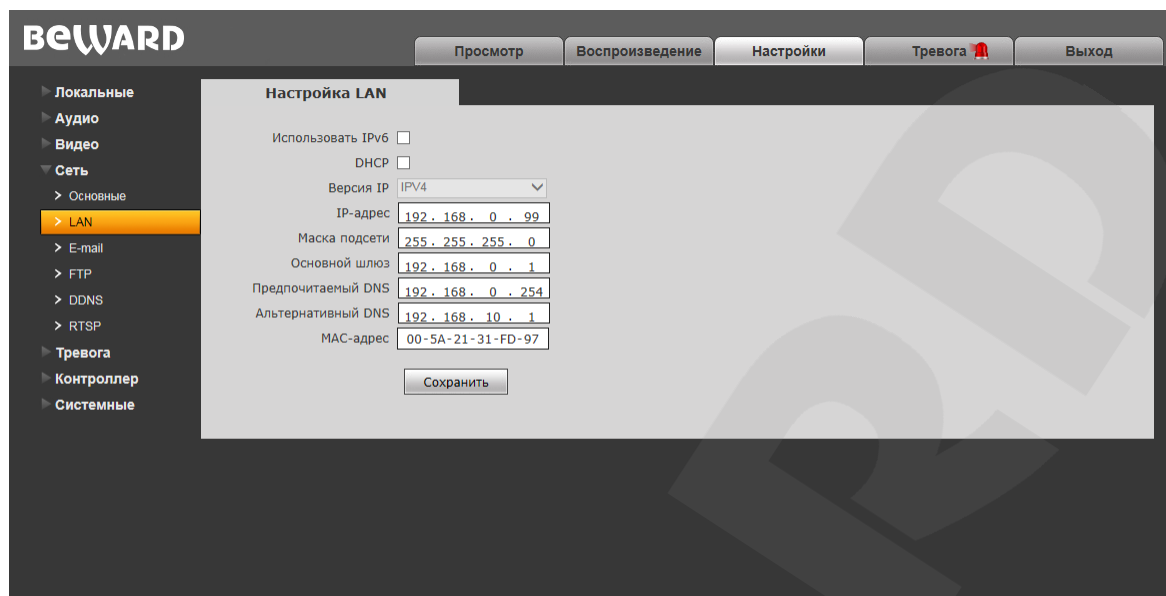 BEWARD
Просмотр Воспроизведение Настройки Тревога Выход
Локальные
Аудио
Видео
Сеть
Основные
LAN
E-mail
FTP
DDNS
RTSP
Тревога
Контроллер
Системные
Настройка LAN
Использовать IPv6
DHCP
Версия IP IPV4
IP-адрес 192. 168. 0 . 99
Маска подсети 255. 255. 255. 0
Основной шлюз 192. 168. 0 . 1
Предпочитаемый DNS 192. 168. 0 . 254
Альтернативный DNS 192. 168. 10 . 1
MAC-адрес 00-5A-21-31-FD-97
Сохранить